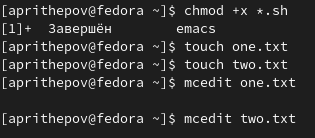 [aprithepov@fedora ~]$ chmod +x *.sh
[1]+  Завершён      emacs
[aprithepov@fedora ~]$ touch one.txt
[aprithepov@fedora ~]$ touch two.txt
[aprithepov@fedora ~]$ mcedit one.txt
[aprithepov@fedora ~]$ mcedit two.txt